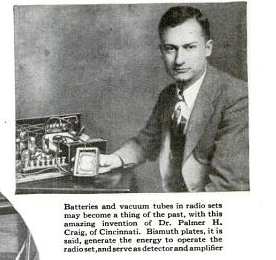 Batteries and vacuum tubes in radio sets
may become a thing of the past, with this
amazing invention of Dr. Palmer H.
Craig, of Cincinnati. Bismuth plates, it is
said, generate the energy to operate the
radio set, and serve as detector and amplifier